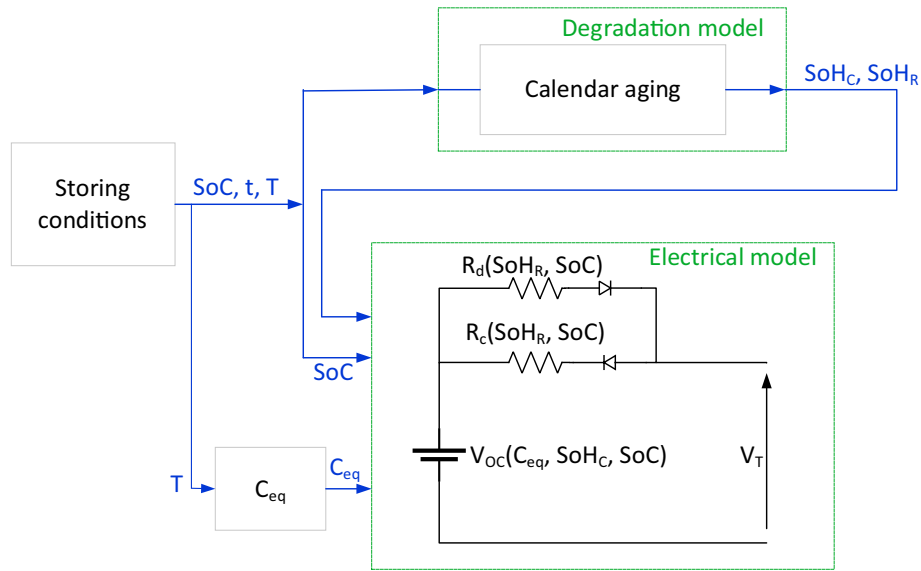 Degradation model
Calendar aging
SoH_C, SoH_R
Storing
conditions
SoC, t, T
Electrical model
R_d(SoH_R, SoC)
R_c(SoH_R, SoC)
SoC
V_OC(C_eq, SoH_C, SoC)
V_T
T
C_eq
C_eq